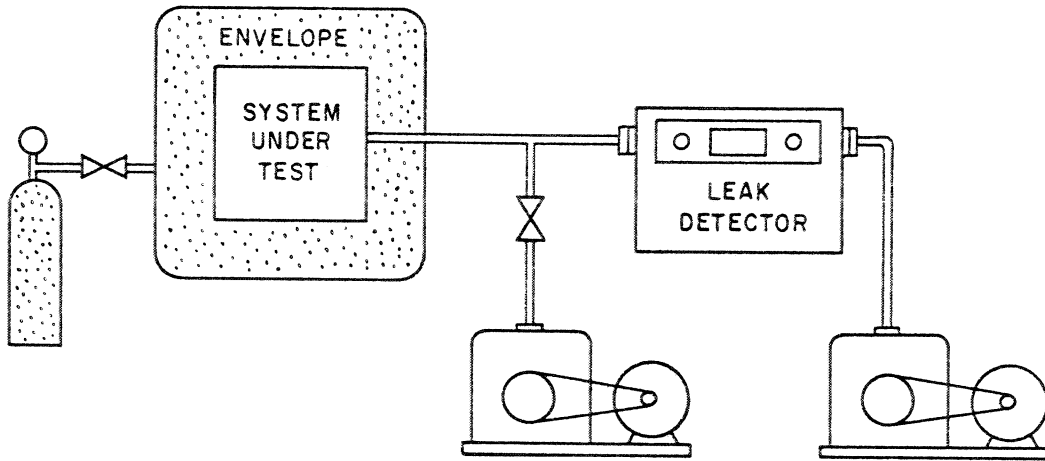 ENVELOPE
SYSTEM
UNDER
TEST
LEAK
DETECTOR